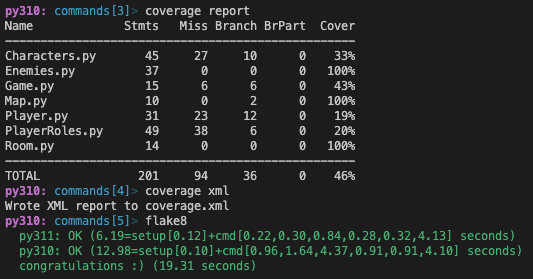 py310: commands[3]> coverage report
Name Stmts Miss Branch BrPart Cover
---------------------------------------------------
Characters.py 45 27 10 0 33%
Enemies.py 37 0 0 0 100%
Game.py 15 6 6 0 43%
Map.py 10 0 2 0 100%
Player.py 31 23 12 0 19%
PlayerRoles.py 49 38 6 0 20%
Room.py 14 0 0 0 100%
---------------------------------------------------
TOTAL 201 94 36 0 46%
py310: commands[4]> coverage xml
Wrote XML report to coverage.xml
py310: commands[5]> flake8
py311: OK (6.19=setup[0.12]+cmd[0.22,0.30,0.84,0.28,0.32,4.13] seconds)
py310: OK (12.98=setup[0.10]+cmd[0.96,1.64,4.37,0.91,0.91,4.10] seconds)
congratulations :) (19.31 seconds)